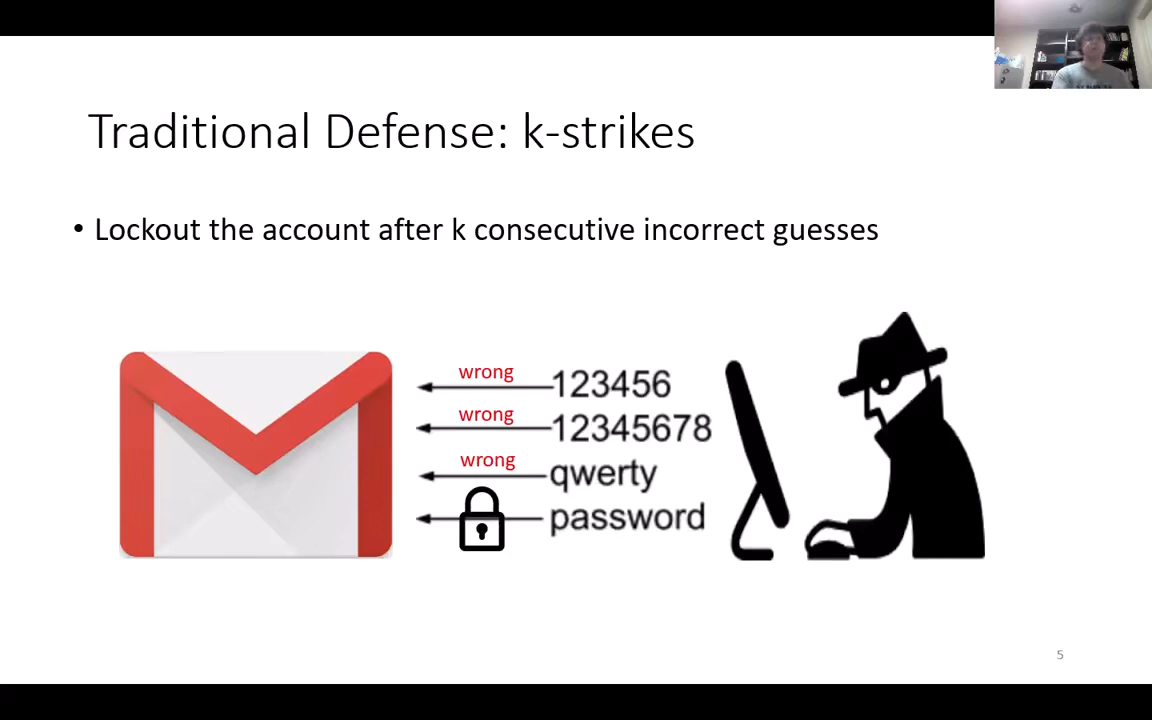 Traditional Defense: k-strikes
• Lockout the account after k consecutive incorrect guesses
wrong
123456
wrong
12345678
wrong
qwerty
password
5